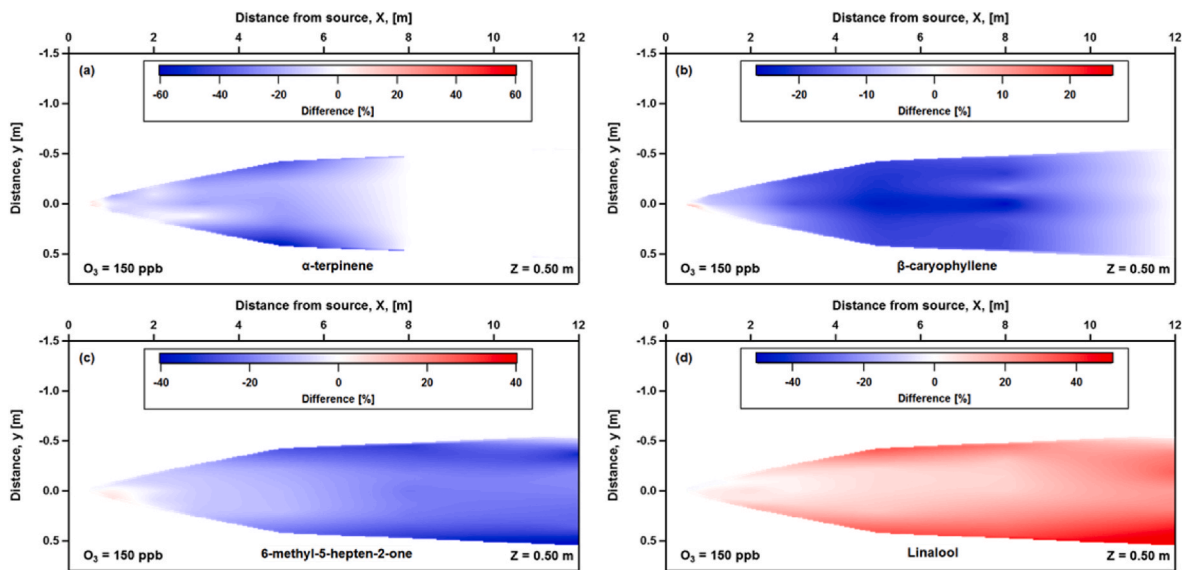 Distance from source, X, [m]
0 2 4 6 8 10 12
-1.5
-1.0
-0.5
0.0
0.5
Distance, y [m]
(a)
-60 -40 -20 0 20 40 60
Difference [%]
O3 = 150 ppb
α-terpinene
Z = 0.50 m
Distance from source, X, [m]
0 2 4 6 8 10 12
-1.5
-1.0
-0.5
0.0
0.5
Distance, y [m]
(b)
-20 -10 0 10 20
Difference [%]
O3 = 150 ppb
β-caryophyllene
Z = 0.50 m
Distance from source, X, [m]
0 2 4 6 8 10 12
-1.5
-1.0
-0.5
0.0
0.5
Distance, y [m]
(c)
-40 -20 0 20 40
Difference [%]
O3 = 150 ppb
6-methyl-5-hepten-2-one
Z = 0.50 m
Distance from source, X, [m]
0 2 4 6 8 10 12
-1.5
-1.0
-0.5
0.0
0.5
Distance, y [m]
(d)
-40 -20 0 20 40
Difference [%]
O3 = 150 ppb
Linalool
Z = 0.50 m